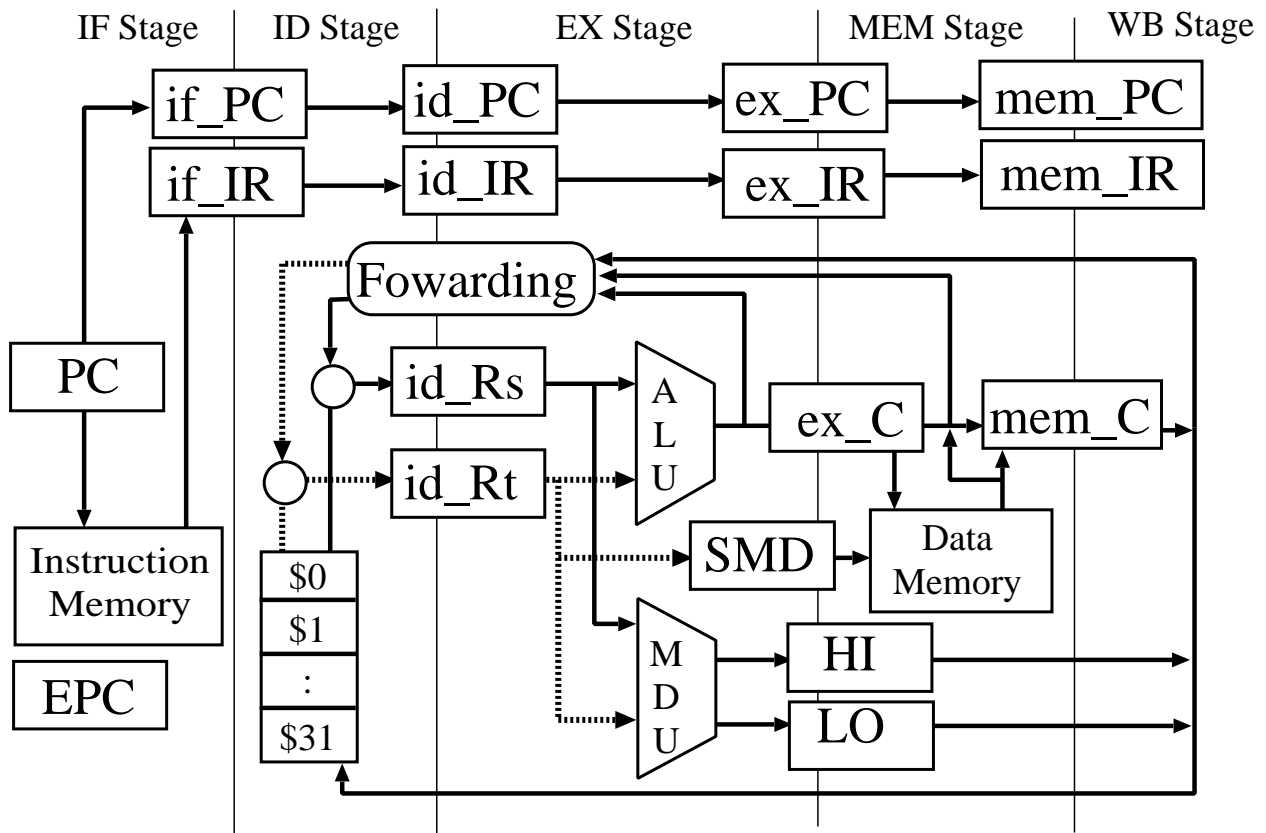 IF Stage
ID Stage
EX Stage
MEM Stage
WB Stage
if_PC
id_PC
ex_PC
mem_PC
if_IR
id_IR
ex_IR
mem_IR
Fowarding
PC
id_Rs
A
L
U
ex_C
mem_C
id_Rt
Instruction
Memory
SMD
Data
Memory
$0
$1
:
$31
EPC
M
D
U
HI
LO